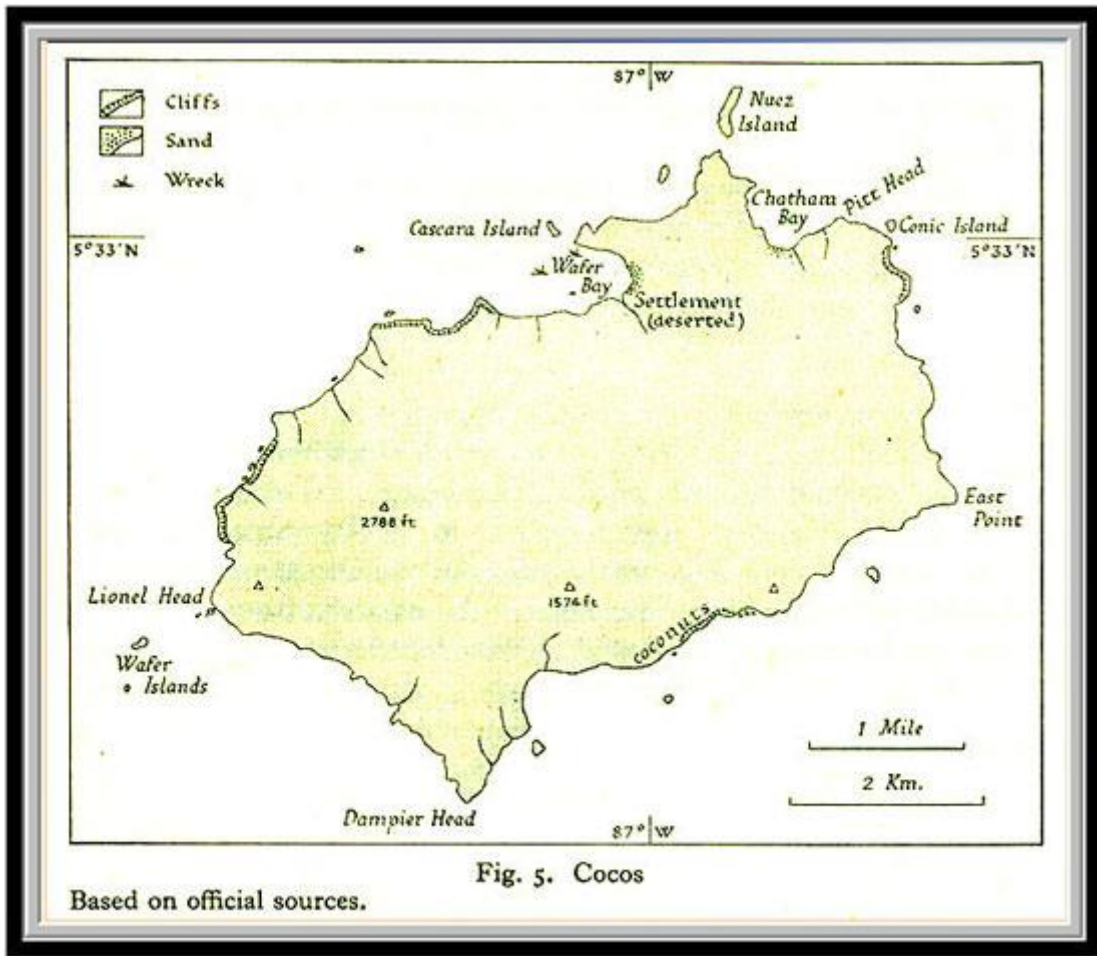 87° W
Cliffs
Sand
Wreck
Nuez
Island
Chatham
Bay
Pitt Head
Conic Island
Cascara Island
5°33'N
5°33'N
Wafer
Bay
Settlement
(deserted)
2788 ft
East
Point
Lionel Head
1574 ft
coconuts
Wafer
Islands
1 Mile
2 Km.
Dampier Head
87° W
Fig. 5. Cocos
Based on official sources.